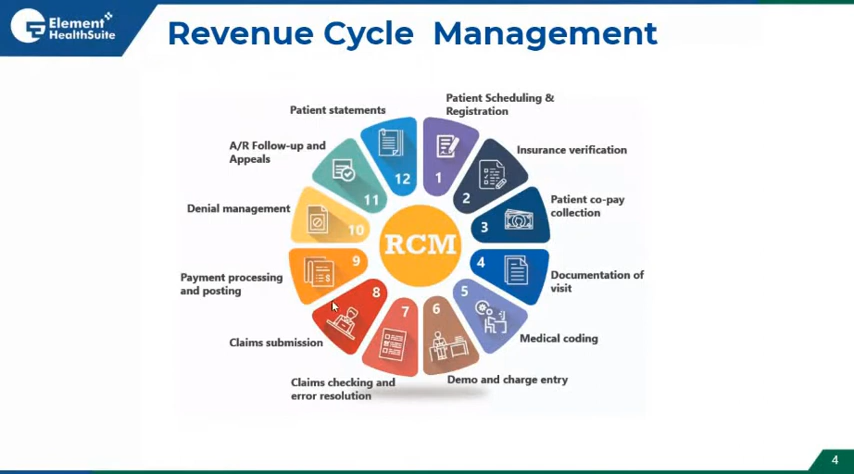 Element
HealthSuite
Revenue Cycle Management
Patient Scheduling &
Registration
1
Insurance verification
2
Patient co-pay
collection
3
Documentation of
visit
4
Medical coding
5
Demo and charge entry
6
Claims checking and
error resolution
7
Claims submission
8
Payment processing
and posting
9
Denial management
10
A/R Follow-up and
Appeals
11
Patient statements
12
RCM
4